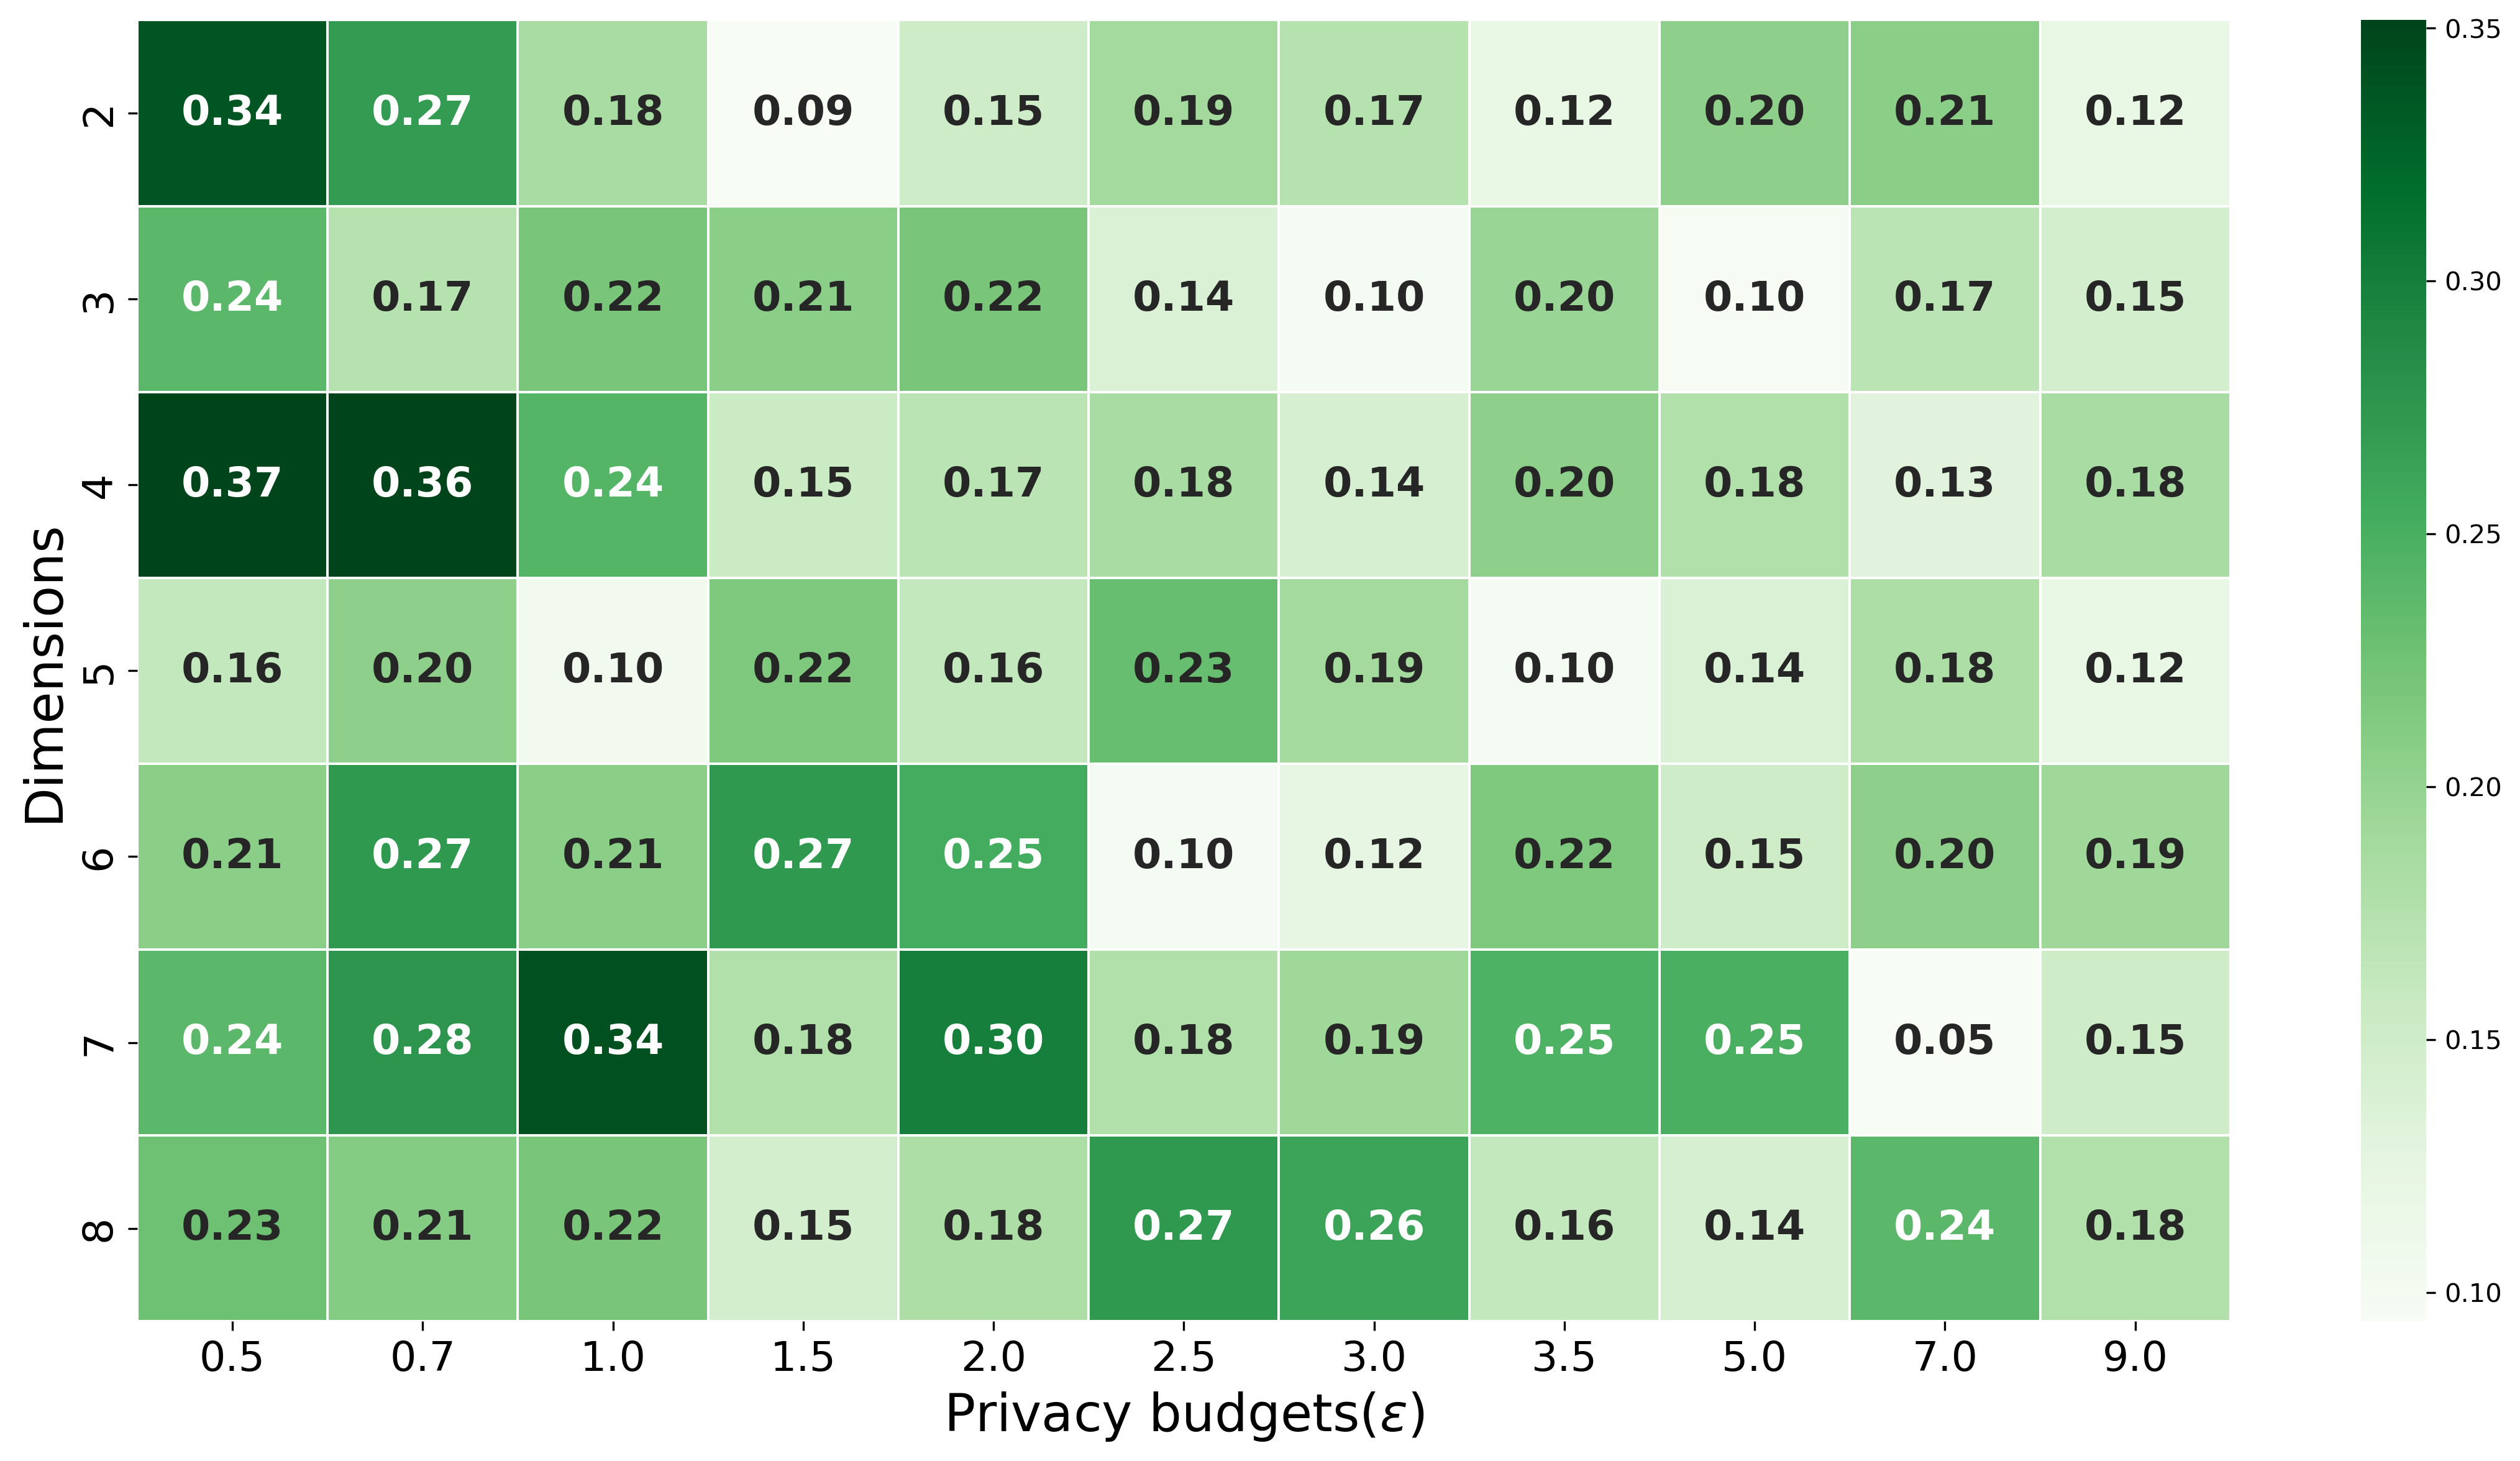 2 0.34 0.27 0.18 0.09 0.15 0.19 0.17 0.12 0.20 0.21 0.12
3 0.24 0.17 0.22 0.21 0.22 0.14 0.10 0.20 0.10 0.17 0.15
4 0.37 0.36 0.24 0.15 0.17 0.18 0.14 0.20 0.18 0.13 0.18
5 0.16 0.20 0.10 0.22 0.16 0.23 0.19 0.10 0.14 0.18 0.12
6 0.21 0.27 0.21 0.27 0.25 0.10 0.12 0.22 0.15 0.20 0.19
7 0.24 0.28 0.34 0.18 0.30 0.18 0.19 0.25 0.25 0.05 0.15
8 0.23 0.21 0.22 0.15 0.18 0.27 0.26 0.16 0.14 0.24 0.18
0.5 0.7 1.0 1.5 2.0 2.5 3.0 3.5 5.0 7.0 9.0
Privacy budgets(ε)
Dimensions
0.35
0.30
0.25
0.20
0.15
0.10